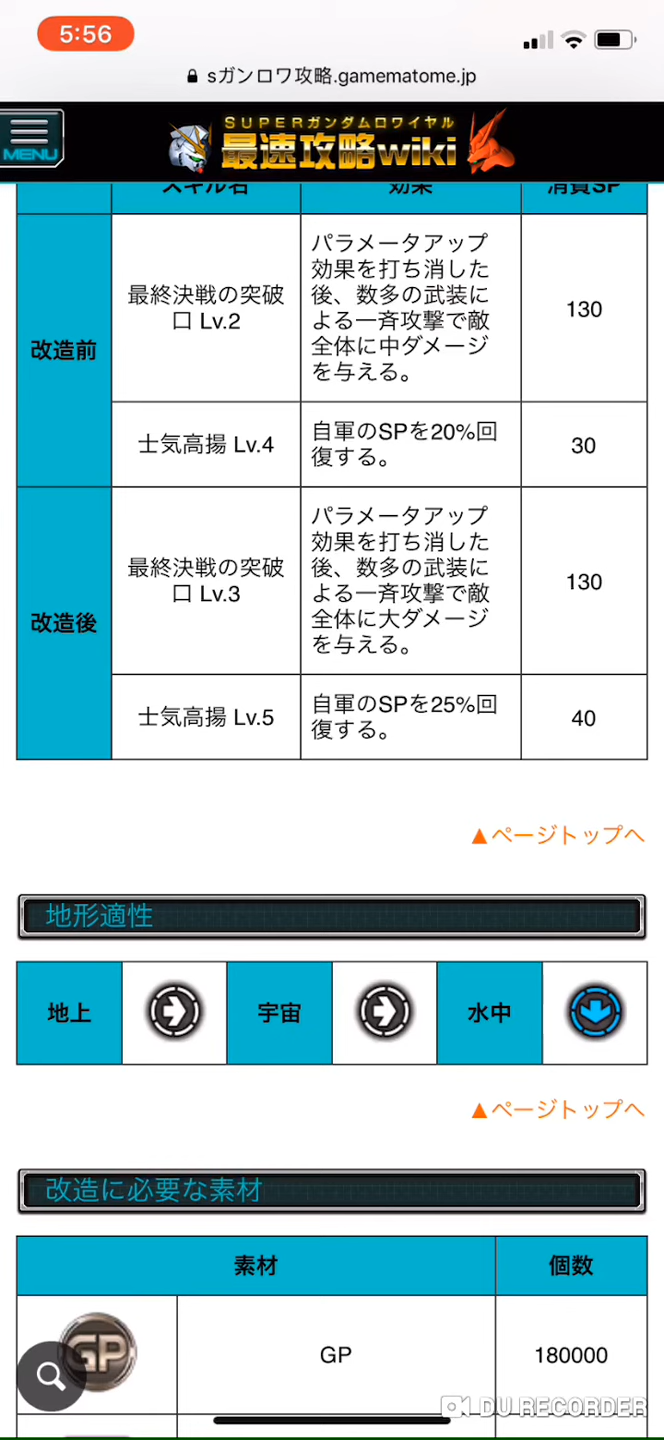 5:56
sガンロワ攻略.gamematome.jp
MENU
SUPERガンダムロワイヤル
最速攻略wiki
スキル名 効果 消費SP
改造前
最終決戦の突破
口 Lv.2
パラメータアップ
効果を打ち消した
後、数多の武装に
よる一斉攻撃で敵
全体に中ダメージ
を与える。
130
士気高揚 Lv.4
自軍のSPを20%回
復する。
30
改造後
最終決戦の突破
口 Lv.3
パラメータアップ
効果を打ち消した
後、数多の武装に
よる一斉攻撃で敵
全体に大ダメージ
を与える。
130
士気高揚 Lv.5
自軍のSPを25%回
復する。
40
▲ページトップへ
地形適性
地上 宇宙 水中
▲ページトップへ
改造に必要な素材
素材 個数
GP GP 180000
DU RECORDER